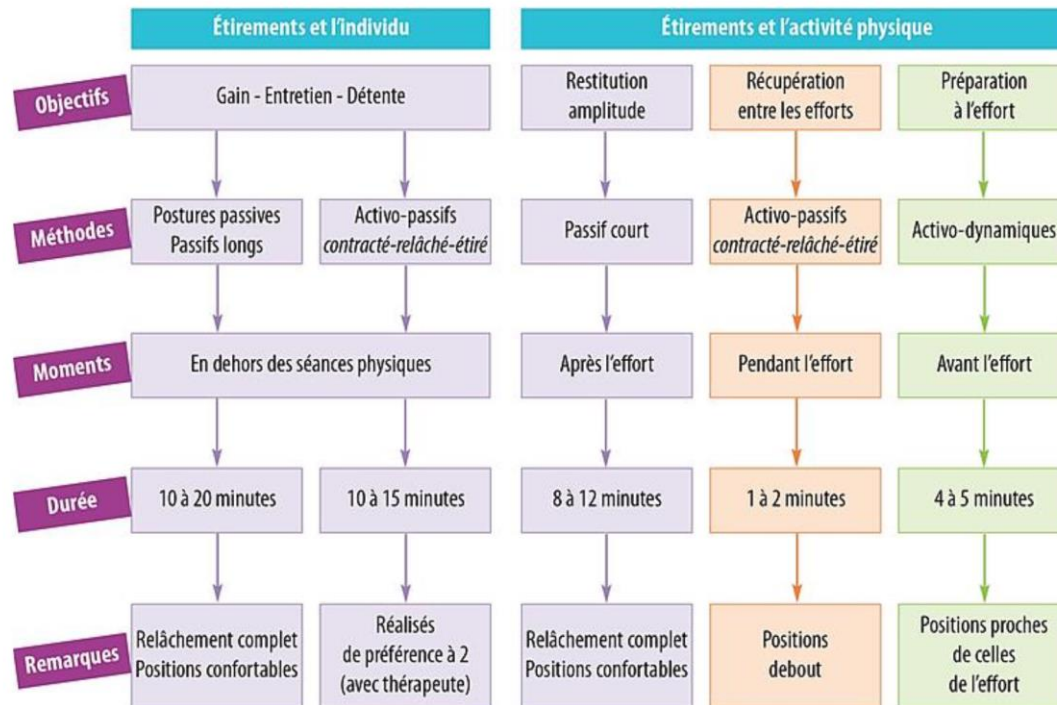 Étirements et l'individu
Étirements et l'activité physique
Objectifs
Gain - Entretien - Détente
Restitution
amplitude
Récupération
entre les efforts
Préparation
à l'effort
Méthodes
Postures passives
Passifs longs
Activo-passifs
contracté-relâché-étiré
Passif court
Activo-passifs
contracté-relâché-étiré
Activo-dynamiques
Moments
En dehors des séances physiques
Après l'effort
Pendant l'effort
Avant l'effort
Durée
10 à 20 minutes
10 à 15 minutes
8 à 12 minutes
1 à 2 minutes
4 à 5 minutes
Remarques
Relâchement complet
Positions confortables
Réalisés
de préférence à 2
(avec thérapeute)
Relâchement complet
Positions confortables
Positions
debout
Positions proches
de celles
de l'effort